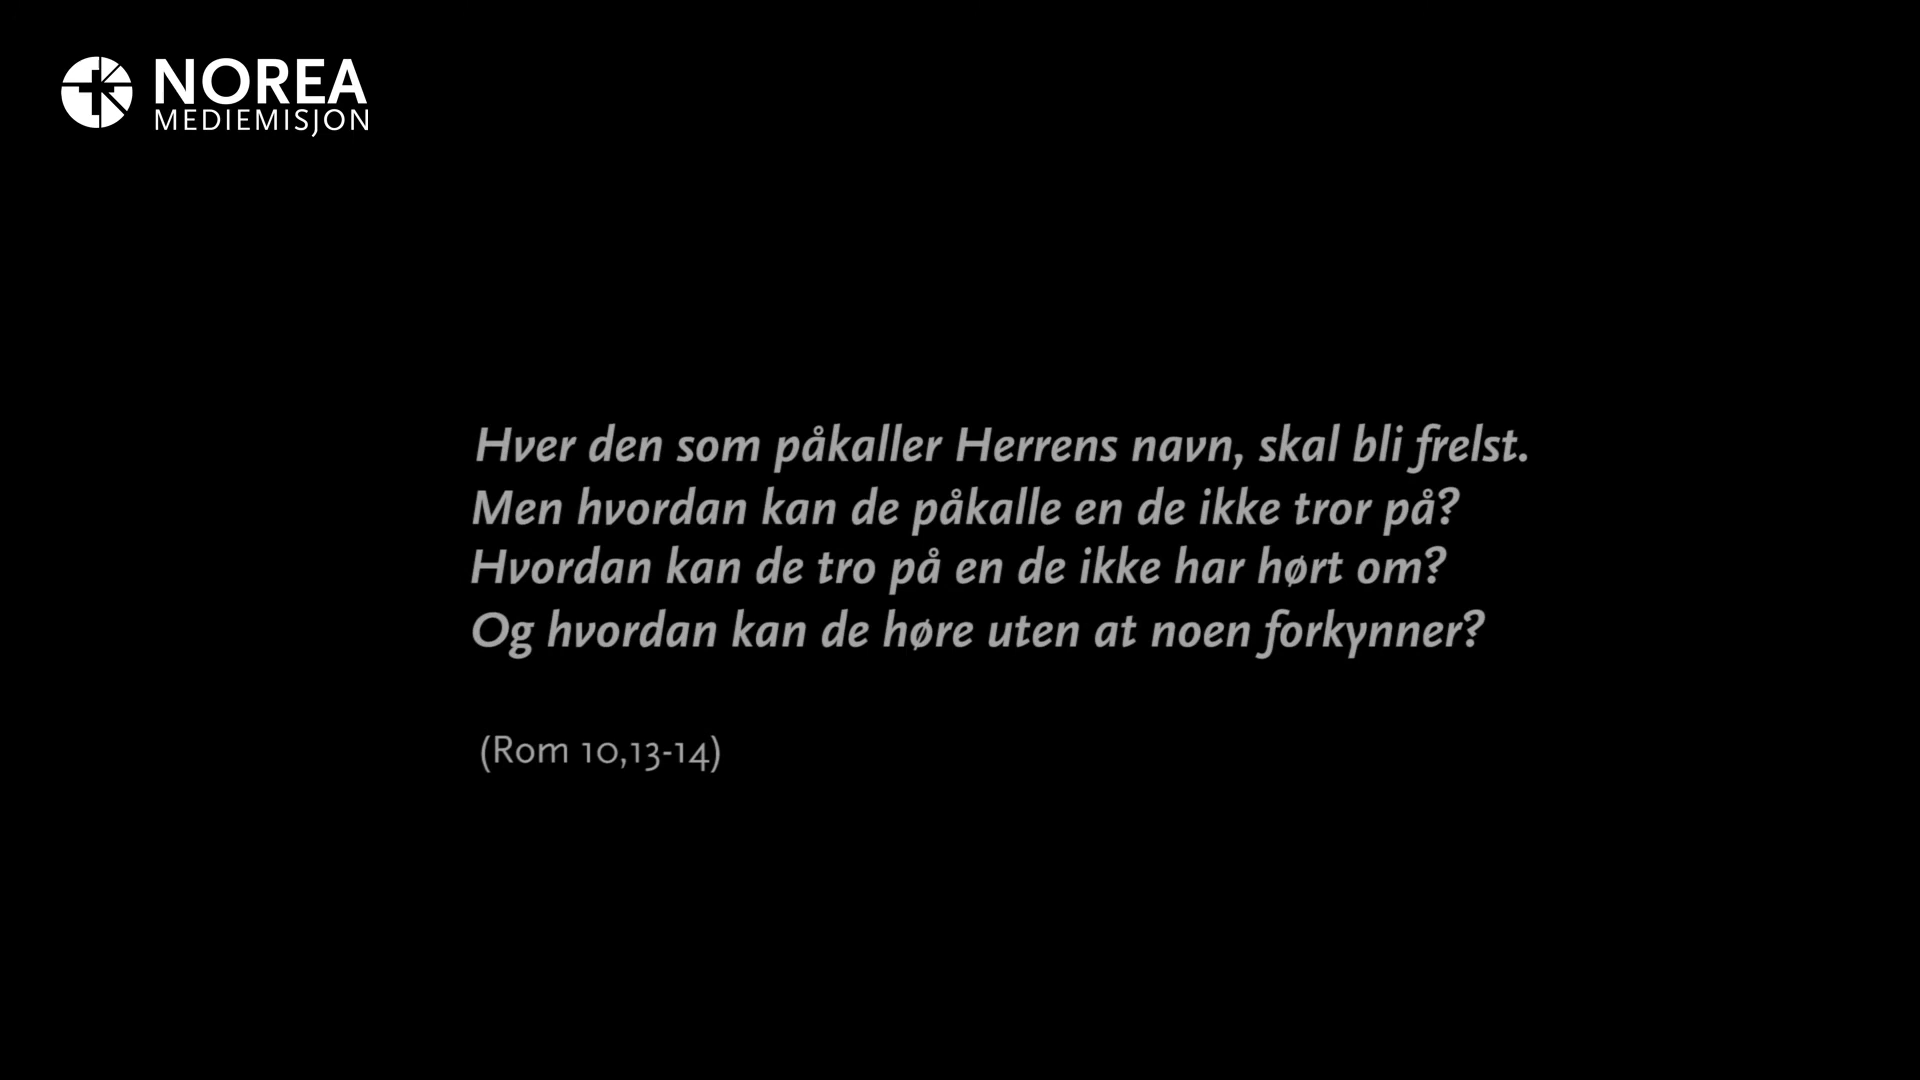 NOREA
MEDIEMISJON
Hver den som påkaller Herrens navn, skal bli frelst.
Men hvordan kan de påkalle en de ikke tror på?
Hvordan kan de tro på en de ikke har hørt om?
Og hvordan kan de høre uten at noen forkynner?
(Rom 10,13-14)